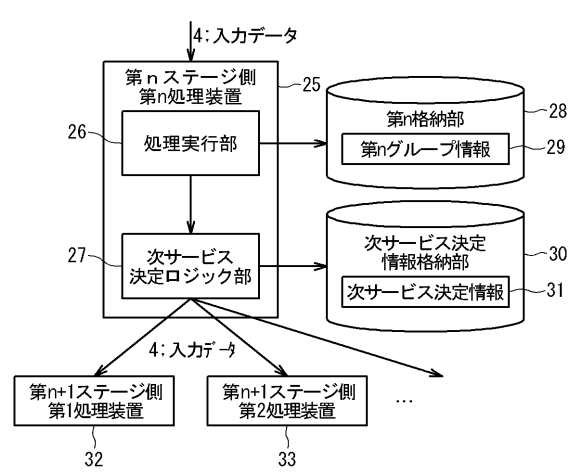 4:入力データ
第nステージ側
第n処理装置
25
26
処理実行部
第n格納部
28
第nグループ情報
29
27
次サービス
決定ロジック部
次サービス決定
情報格納部
30
次サービス決定情報
31
4:入力データ
第n+1ステージ側
第1処理装置
第n+1ステージ側
第2処理装置
…
32
33